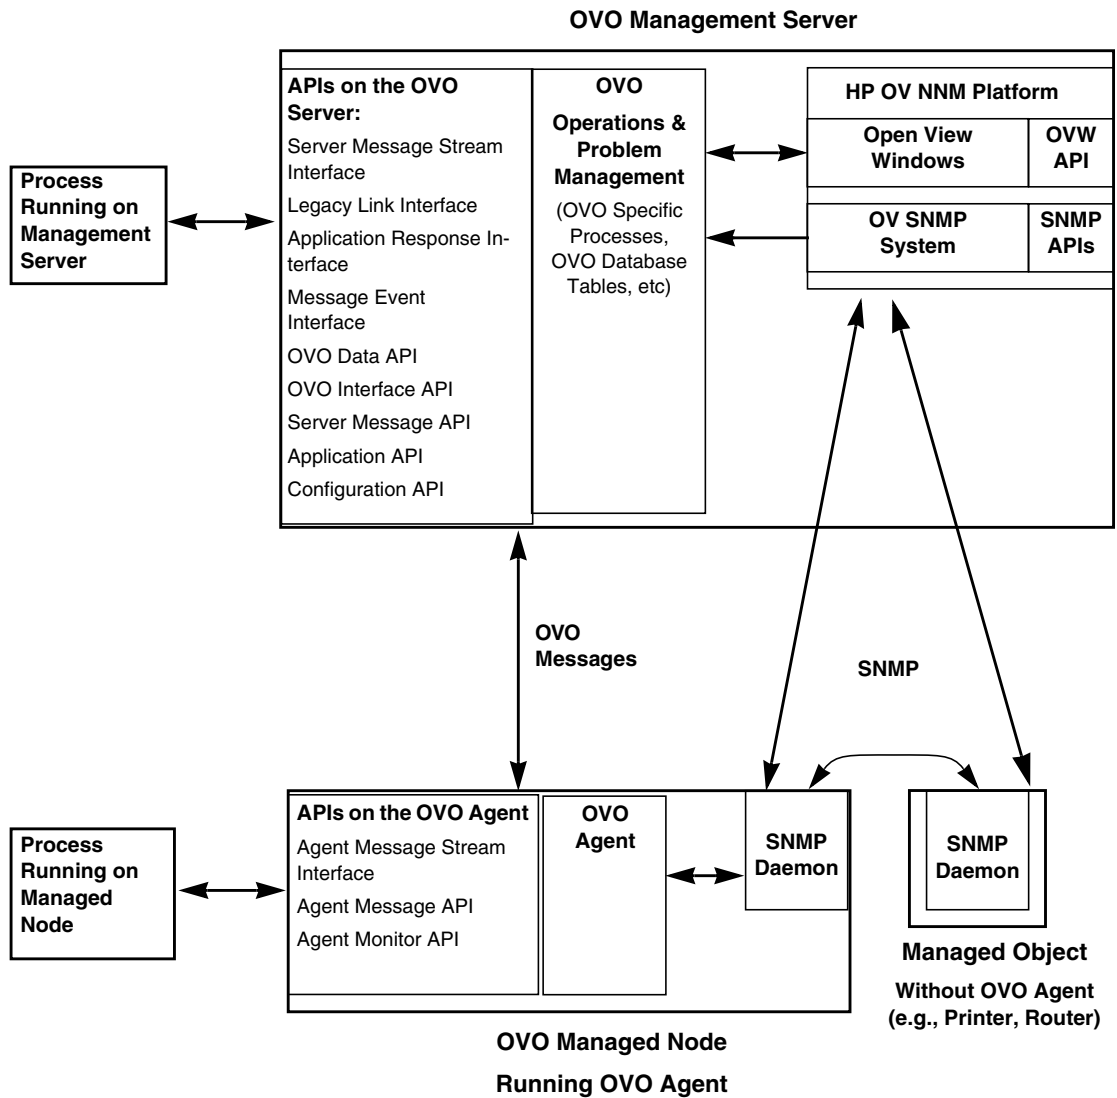 OVO Management Server
APIs on the OVO
Server:
Server Message Stream
Interface
Legacy Link Interface
Application Response In-
terface
Message Event
Interface
OVO Data API
OVO Interface API
Server Message API
Application API
Configuration API
OVO
Operations &
Problem
Management
(OVO Specific
Processes,
OVO Database
Tables, etc)
HP OV NNM Platform
Open View
Windows
OVW
API
OV SNMP
System
SNMP
APIs
Process
Running on
Management
Server
OVO
Messages
SNMP
Process
Running on
Managed
Node
APIs on the OVO Agent
Agent Message Stream
Interface
Agent Message API
Agent Monitor API
OVO
Agent
SNMP
Daemon
SNMP
Daemon
Managed Object
Without OVO Agent
(e.g., Printer, Router)
OVO Managed Node
Running OVO Agent